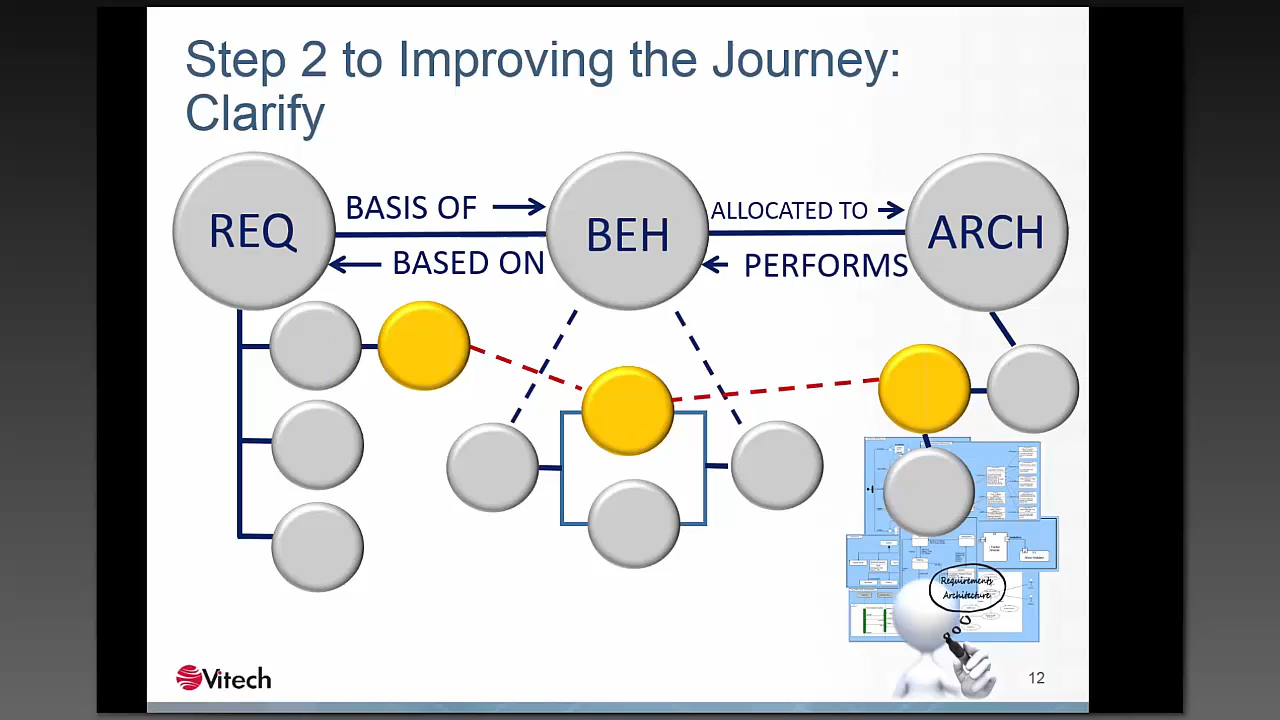 Step 2 to Improving the Journey:
Clarify
REQ
BASIS OF
BASED ON
BEH
ALLOCATED TO
PERFORMS
ARCH
Requirements
Architecture
Vitech
12